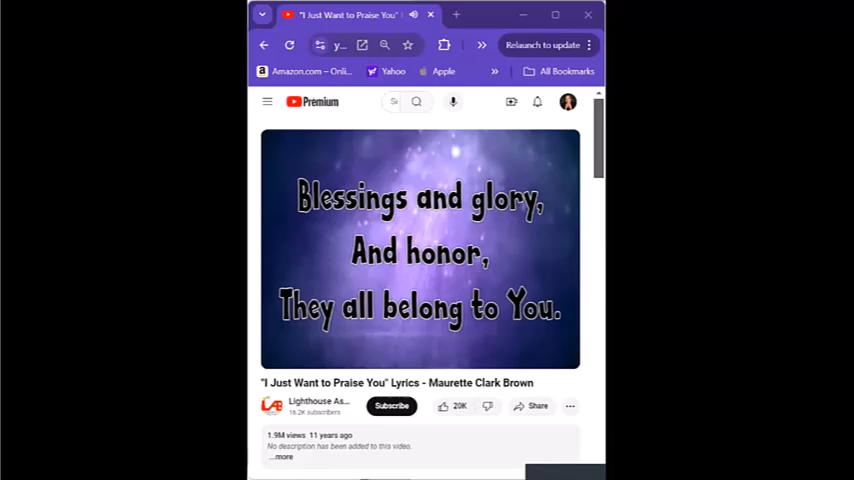 "I Just Want to Praise You"
y...
Relaunch to update
Amazon.com – Onli...
Yahoo
Apple
All Bookmarks
Premium
Blessings and glory,
And honor,
They all belong to You.
"I Just Want to Praise You" Lyrics - Maurette Clark Brown
Lighthouse As...
16.2K subscribers
Subscribe
20K
Share
1.9M views 11 years ago
No description has been added to this video.
...more